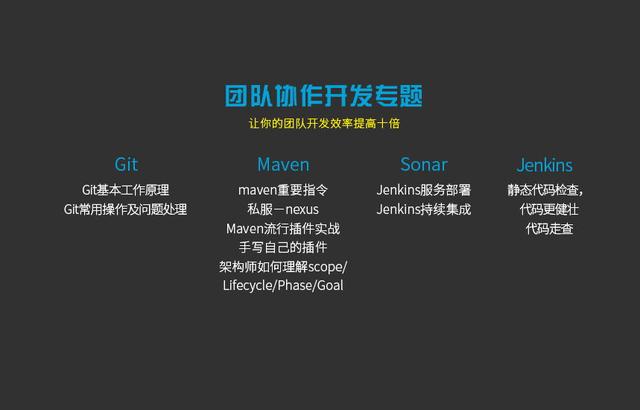 团队协作开发专题
让你的团队开发效率提高十倍
Git
Git基本工作原理
Git常用操作及问题处理
Maven
maven重要指令
私服－nexus
Maven流行插件实战
手写自己的插件
架构师如何理解scope/
Lifecycle/Phase/Goal
Sonar
Jenkins服务部署
Jenkins持续集成
Jenkins
静态代码检查，
代码更健壮
代码走查